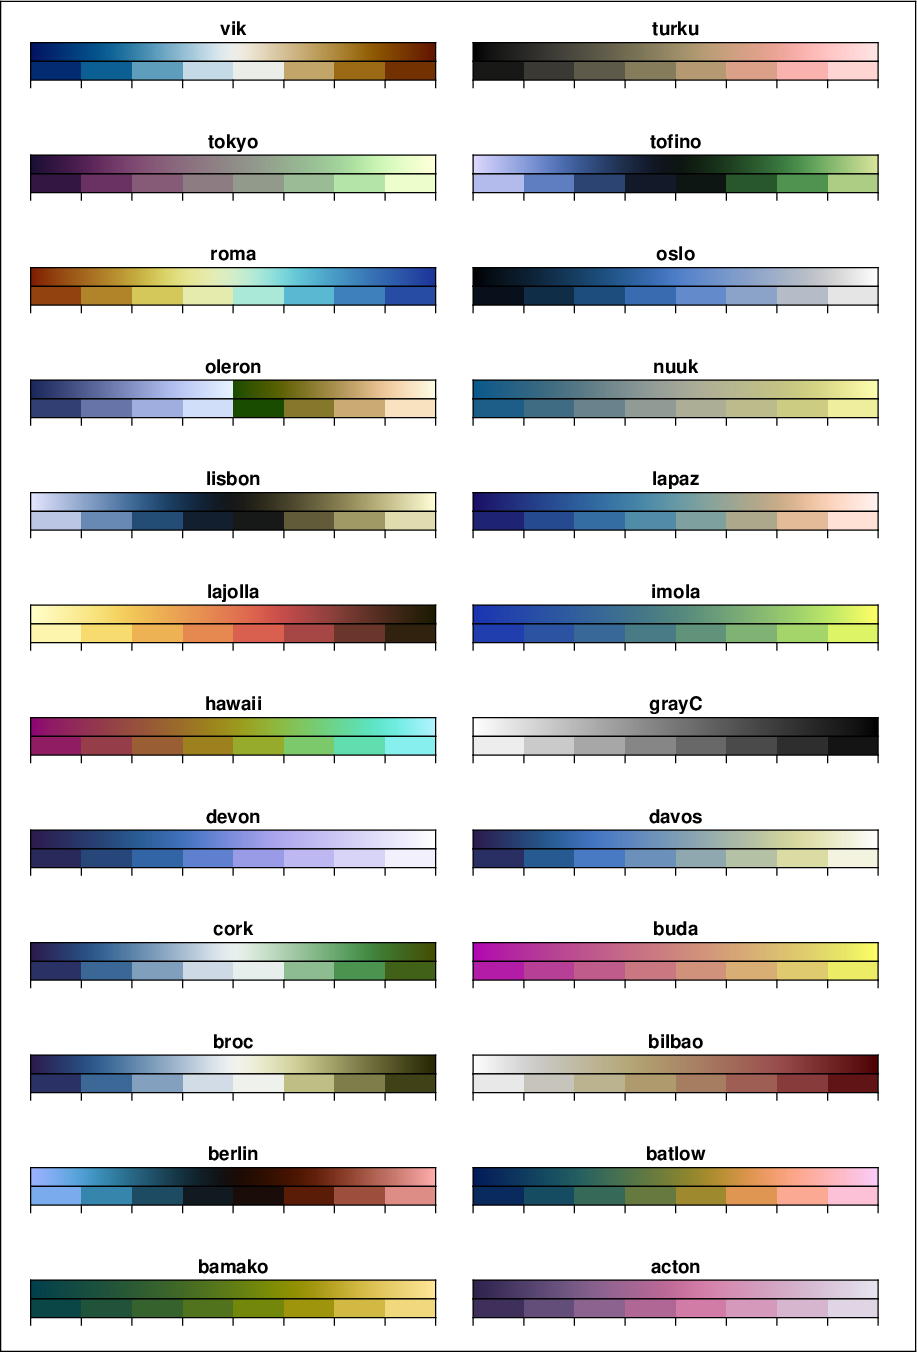 vik
turku
tokyo
tofino
roma
oslo
oleron
nuuk
lisbon
lapaz
lajolla
imola
hawaii
grayC
devon
davos
cork
buda
broc
bilbao
berlin
batlow
bamako
acton